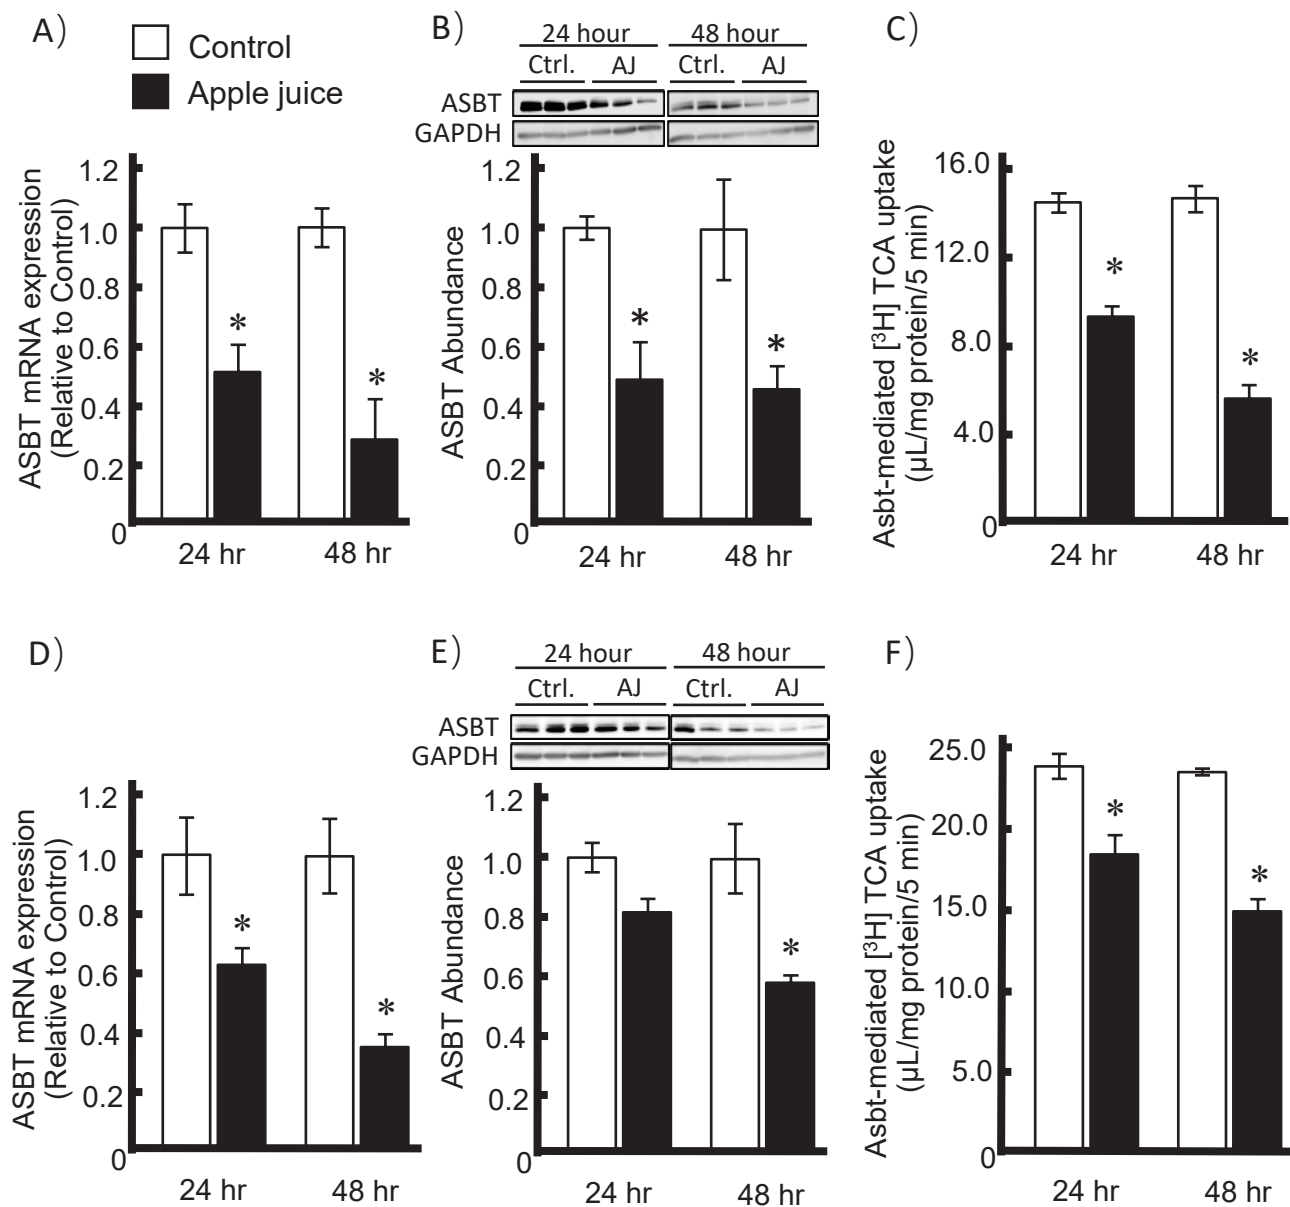 A)
Control
Apple juice
ASBT mRNA expression
(Relative to Control)
1.2
1.0
0.8
0.6
0.4
0.2
0
*
*
24 hr
48 hr
B)
24 hour
48 hour
Ctrl.
AJ
Ctrl.
AJ
ASBT
GAPDH
ASBT Abundance
1.2
1.0
0.8
0.6
0.4
0.2
0
*
*
24 hr
48 hr
C)
Asbt-mediated [³H] TCA uptake
(µL/mg protein/5 min)
16.0
12.0
8.0
4.0
0
*
*
24 hr
48 hr
D)
ASBT mRNA expression
(Relative to Control)
1.2
1.0
0.8
0.6
0.4
0.2
0
*
*
24 hr
48 hr
E)
24 hour
48 hour
Ctrl.
AJ
Ctrl.
AJ
ASBT
GAPDH
ASBT Abundance
1.2
1.0
0.8
0.6
0.4
0.2
0
*
24 hr
48 hr
F)
Asbt-mediated [³H] TCA uptake
(µL/mg protein/5 min)
25.0
20.0
15.0
10.0
5.0
0
*
*
24 hr
48 hr